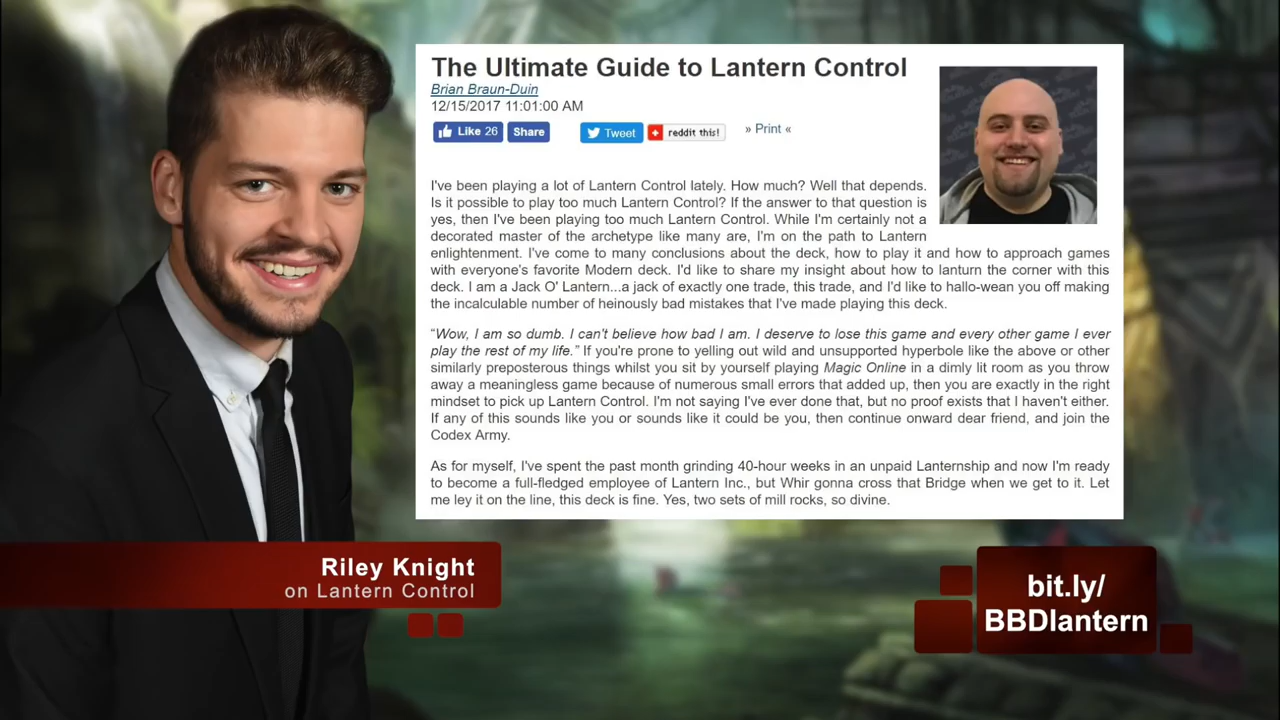 The Ultimate Guide to Lantern Control
Brian Braun-Duin
12/15/2017 11:01:00 AM
Like 26 Share Tweet reddit this! » Print «
I've been playing a lot of Lantern Control lately. How much? Well that depends.
Is it possible to play too much Lantern Control? If the answer to that question is
yes, then I've been playing too much Lantern Control. While I'm certainly not a
decorated master of the archetype like many are, I'm on the path to Lantern
enlightenment. I've come to many conclusions about the deck, how to play it and how to approach games
with everyone's favorite Modern deck. I'd like to share my insight about how to lanturn the corner with this
deck. I am a Jack O' Lantern...a jack of exactly one trade, this trade, and I'd like to hallo-wean you off making
the incalculable number of heinously bad mistakes that I've made playing this deck.
“Wow, I am so dumb. I can't believe how bad I am. I deserve to lose this game and every other game I ever
play the rest of my life.” If you're prone to yelling out wild and unsupported hyperbole like the above or other
similarly preposterous things whilst you sit by yourself playing Magic Online in a dimly lit room as you throw
away a meaningless game because of numerous small errors that added up, then you are exactly in the right
mindset to pick up Lantern Control. I'm not saying I've ever done that, but no proof exists that I haven't either.
If any of this sounds like you or sounds like it could be you, then continue onward dear friend, and join the
Codex Army.
As for myself, I've spent the past month grinding 40-hour weeks in an unpaid Lanternship and now I'm ready
to become a full-fledged employee of Lantern Inc., but Whir gonna cross that Bridge when we get to it. Let
me ley it on the line, this deck is fine. Yes, two sets of mill rocks, so divine.
Riley Knight
on Lantern Control
bit.ly/
BBDlantern